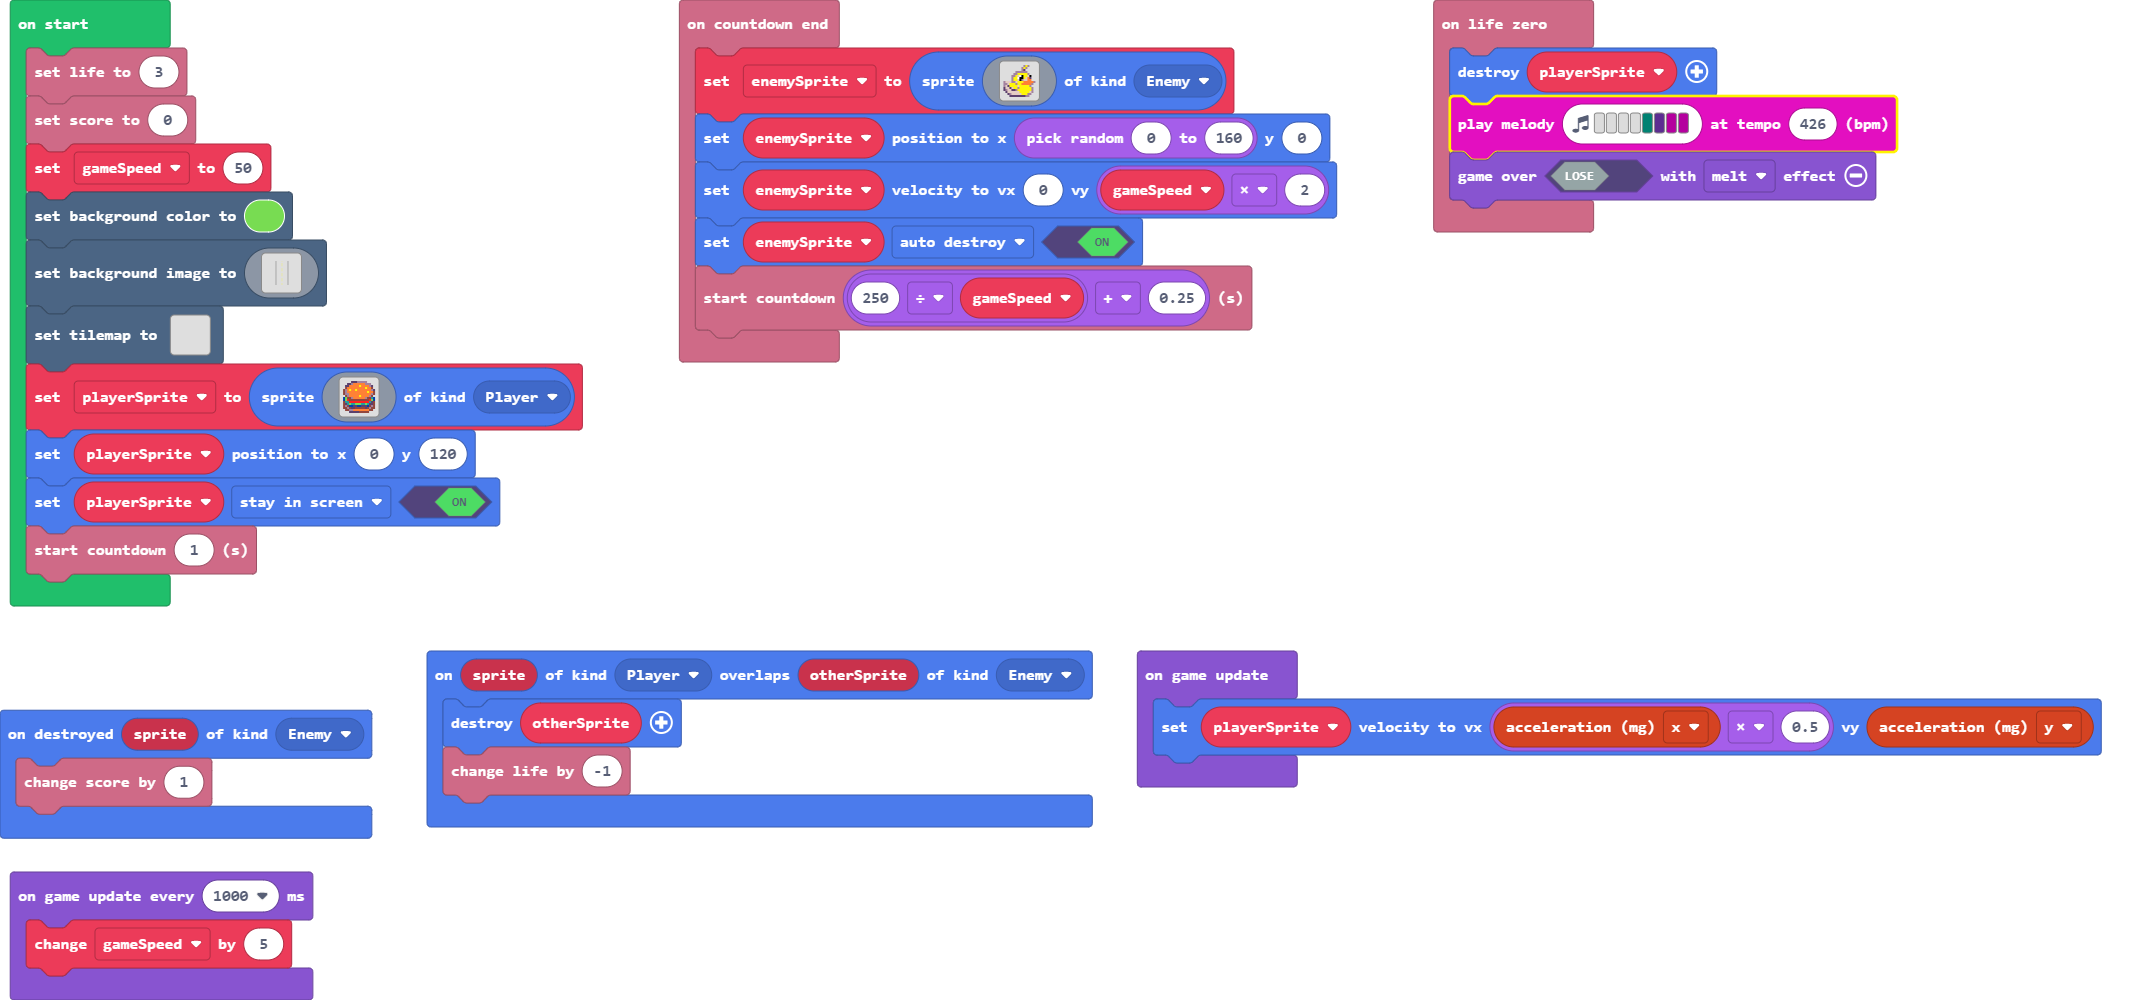 on start
set life to 3
set score to 0
set gameSpeed to 50
set background color to
set background image to
set tilemap to
set playerSprite to sprite of kind Player
set playerSprite position to x 0 y 120
set playerSprite stay in screen ON
start countdown 1 (s)
on countdown end
set enemySprite to sprite of kind Enemy
set enemySprite position to x pick random 0 to 160 y 0
set enemySprite velocity to vx 0 vy gameSpeed × 2
set enemySprite auto destroy ON
start countdown 250 ÷ gameSpeed + 0.25 (s)
on life zero
destroy playerSprite
play melody at tempo 426 (bpm)
game over LOSE with melt effect
on destroyed sprite of kind Enemy
change score by 1
on sprite of kind Player overlaps otherSprite of kind Enemy
destroy otherSprite
change life by -1
on game update
set playerSprite velocity to vx acceleration (mg) x × 0.5 vy acceleration (mg) y
on game update every 1000 ms
change gameSpeed by 5